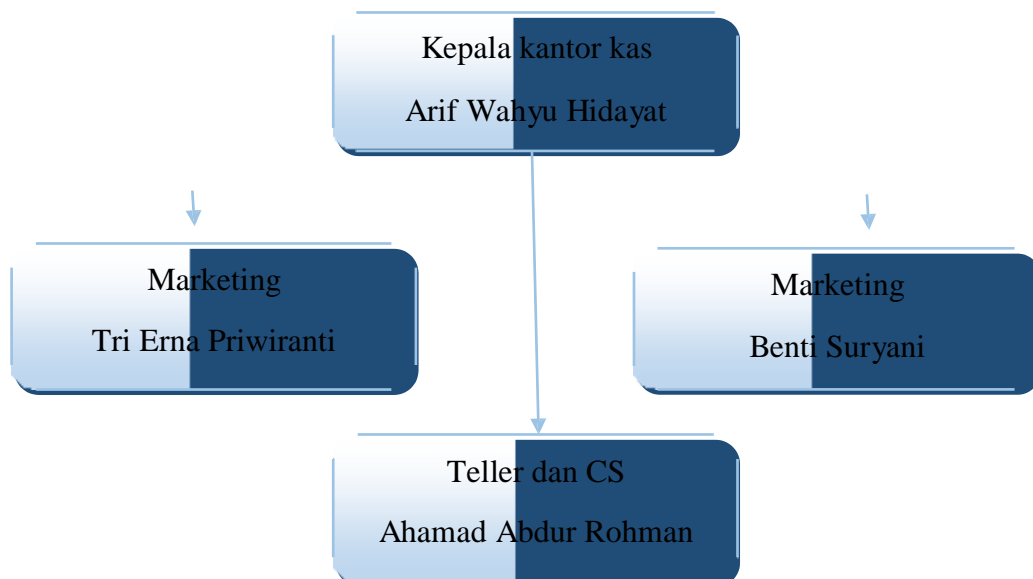 Kepala kantor kas
Arif Wahyu Hidayat
Marketing
Tri Erna Priwiranti
Marketing
Benti Suryani
Teller dan CS
Ahamad Abdur Rohman